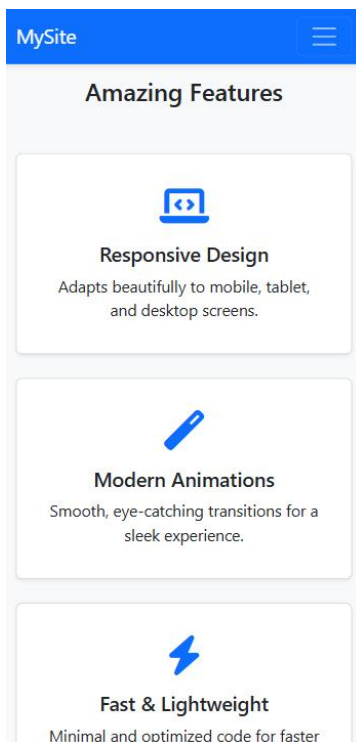 MySite
Amazing Features
Responsive Design
Adapts beautifully to mobile, tablet,
and desktop screens.
Modern Animations
Smooth, eye-catching transitions for a
sleek experience.
Fast & Lightweight
Minimal and optimized code for faster